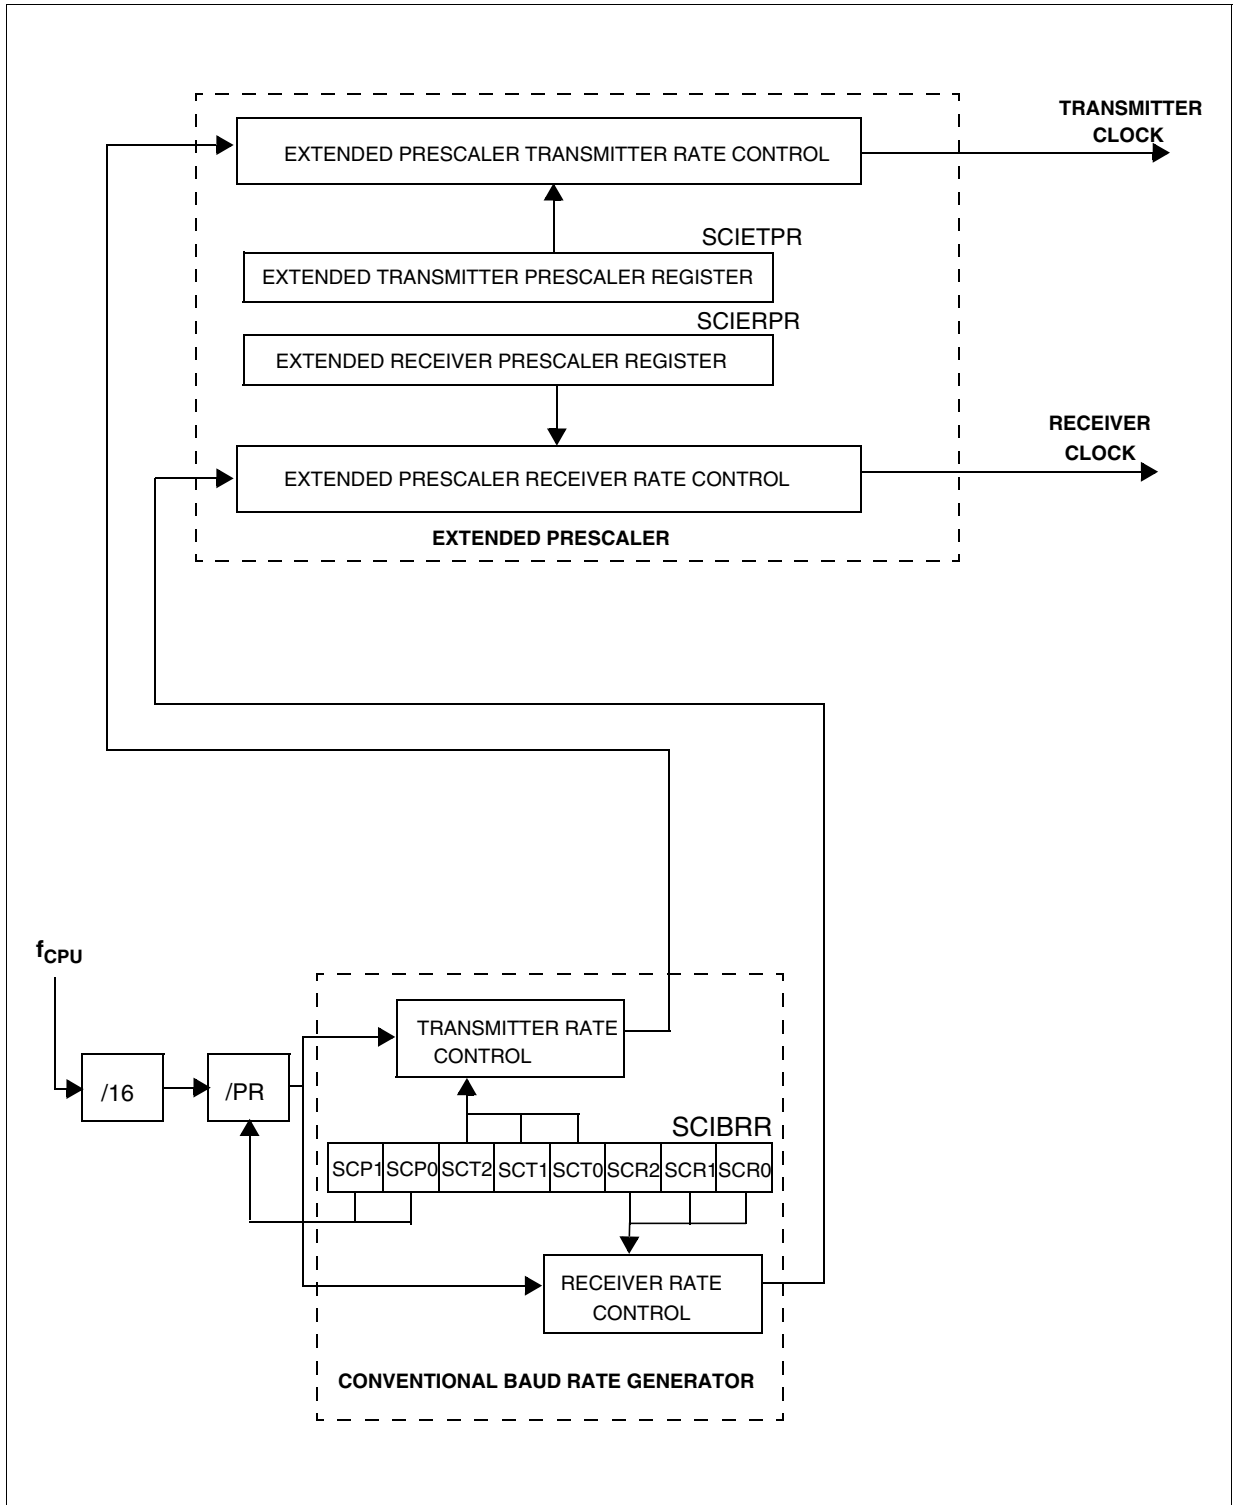 TRANSMITTER
CLOCK
EXTENDED PRESCALER TRANSMITTER RATE CONTROL
SCIETPR
EXTENDED TRANSMITTER PRESCALER REGISTER
SCIERPR
EXTENDED RECEIVER PRESCALER REGISTER
RECEIVER
CLOCK
EXTENDED PRESCALER RECEIVER RATE CONTROL
EXTENDED PRESCALER
fCPU
TRANSMITTER RATE
CONTROL
/16
/PR
SCIBRR
SCP1 SCP0 SCT2 SCT1 SCT0 SCR2 SCR1 SCR0
RECEIVER RATE
CONTROL
CONVENTIONAL BAUD RATE GENERATOR